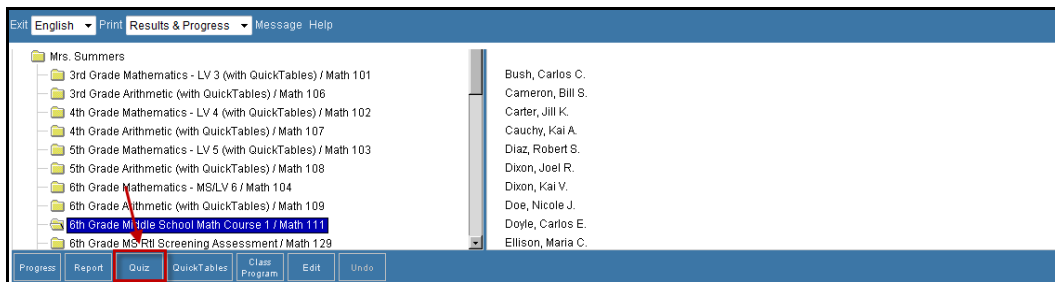 Exit English Print Results & Progress Message Help
Mrs. Summers
3rd Grade Mathematics - LV 3 (with QuickTables) / Math 101
3rd Grade Arithmetic (with QuickTables) / Math 106
4th Grade Mathematics - LV 4 (with QuickTables) / Math 102
4th Grade Arithmetic (with QuickTables) / Math 107
5th Grade Mathematics - LV 5 (with QuickTables) / Math 103
5th Grade Arithmetic (with QuickTables) / Math 108
6th Grade Mathematics - MS/LV 6 / Math 104
6th Grade Arithmetic (with QuickTables) / Math 109
6th Grade Middle School Math Course 1 / Math 111
6th Grade MS RtI Screening Assessment / Math 129
Bush, Carlos C.
Cameron, Bill S.
Carter, Jill K.
Cauchy, Kai A.
Diaz, Robert S.
Dixon, Joel R.
Dixon, Kai V.
Doe, Nicole J.
Doyle, Carlos E.
Ellison, Maria C.
Progress Report Quiz QuickTables Class Program Edit Undo